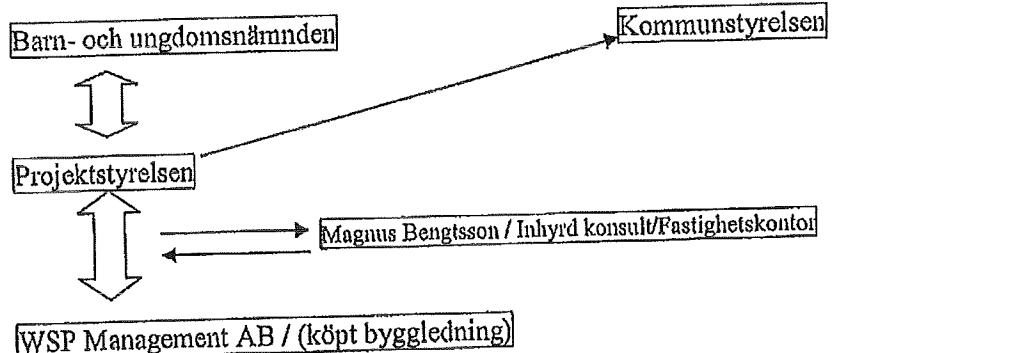 Barn- och ungdomsnämnden
Kommunstyrelsen
Projektstyrelsen
Magnus Bengtsson / Inhyrd konsult/Fastighetskontor
WSP Management AB / (köpt byggledning)